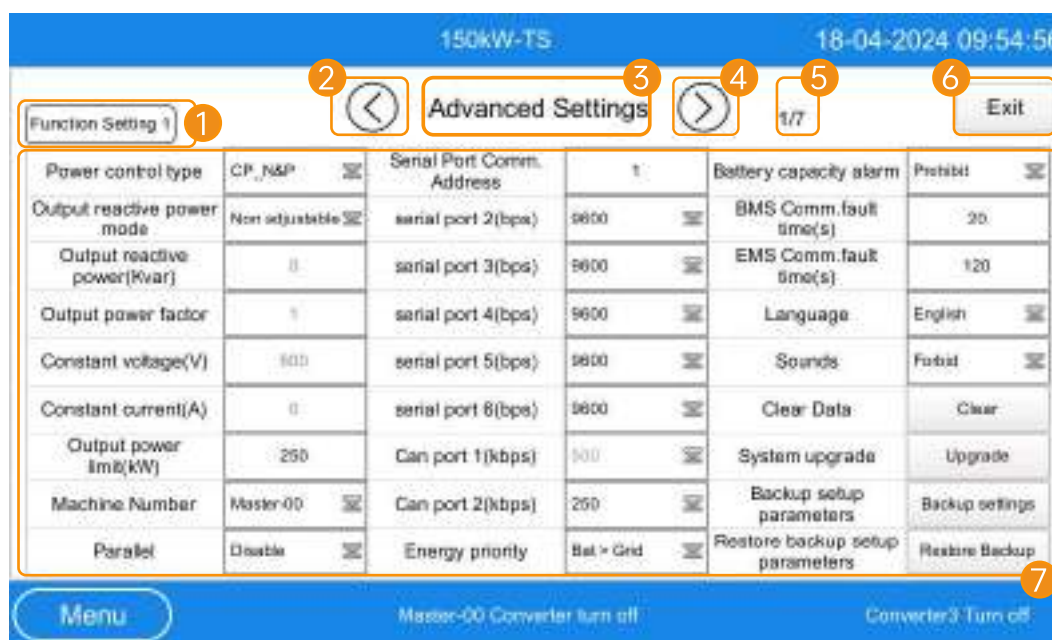 150kW-TS
18-04-2024 09:54:56
2
3
4
5
6
Function Setting 1
1
Advanced Settings
1/7
Exit
Power control type
CP_N&P
Serial Port Comm.
Address
1
Battery capacity alarm
Prohibit
Output reactive power
mode
Non adjustable
serial port 2(bps)
9600
BMS Comm.fault
time(s)
20
Output reactive
power(Kvar)
0
serial port 3(bps)
9600
EMS Comm.fault
time(s)
120
Output power factor
1
serial port 4(bps)
9600
Language
English
Constant voltage(V)
600
serial port 5(bps)
9600
Sounds
Forbid
Constant current(A)
0
serial port 6(bps)
9600
Clear Data
Clear
Output power
limit(kW)
250
Can port 1(kbps)
500
System upgrade
Upgrade
Machine Number
Master-00
Can port 2(kbps)
250
Backup setup
parameters
Backup settings
Parallel
Disable
Energy priority
Bat > Grid
Restore backup setup
parameters
Restore Backup
7
Menu
Master-00 Converter turn off
Converter3 Turn off